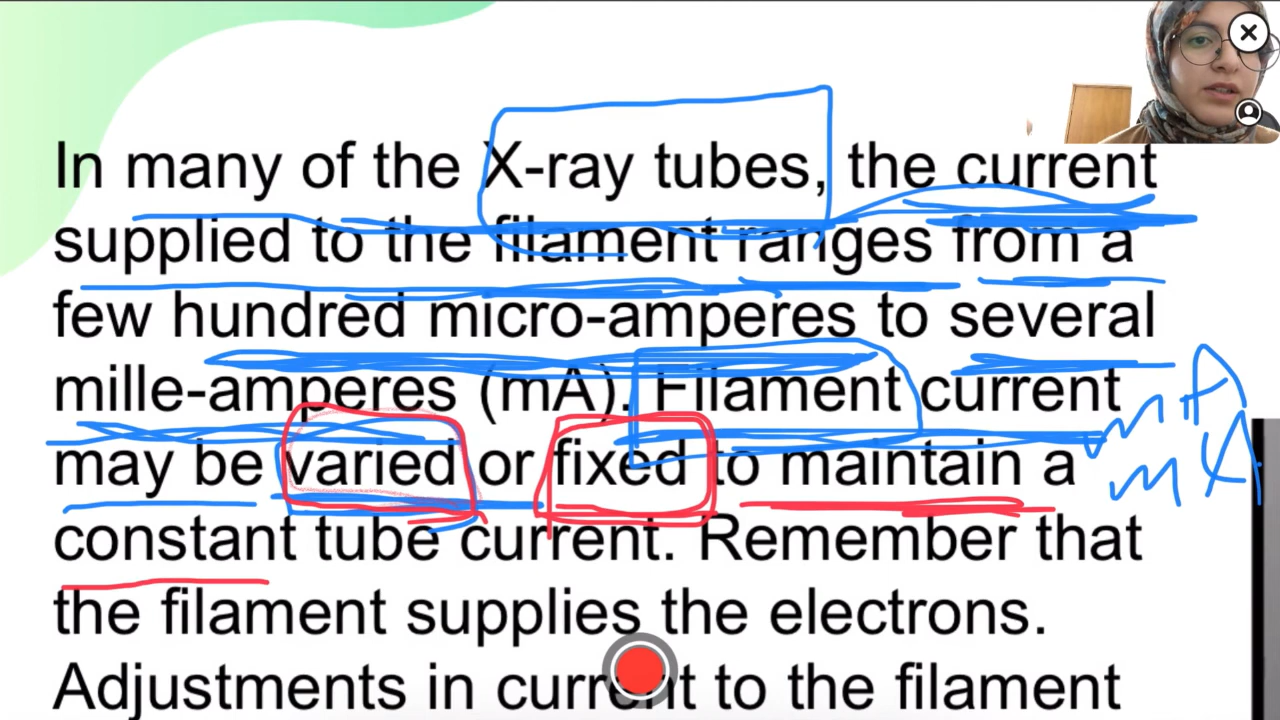 In many of the X-ray tubes, the current
supplied to the filament ranges from a
few hundred micro-amperes to several
mille-amperes (mA). Filament current
may be varied or fixed to maintain a
constant tube current. Remember that
the filament supplies the electrons.
Adjustments in current to the filament
mA
mA